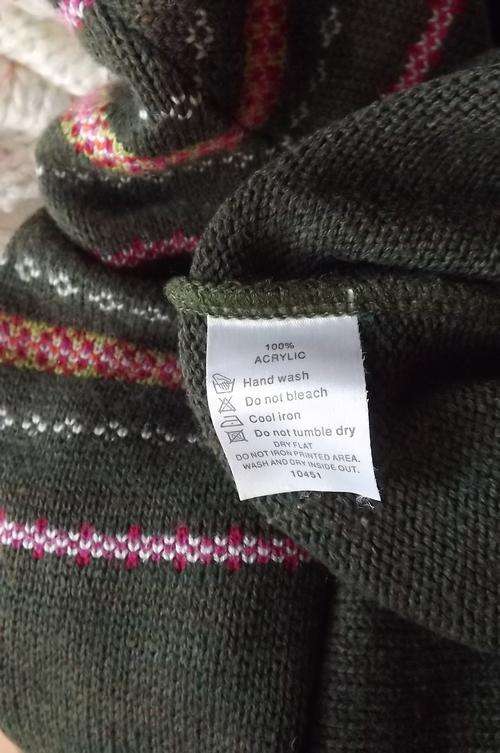 100%
ACRYLIC
Hand wash
Do not bleach
Cool iron
Do not tumble dry
DRY FLAT
DO NOT IRON PRINTED AREA.
WASH AND DRY INSIDE OUT.
10451